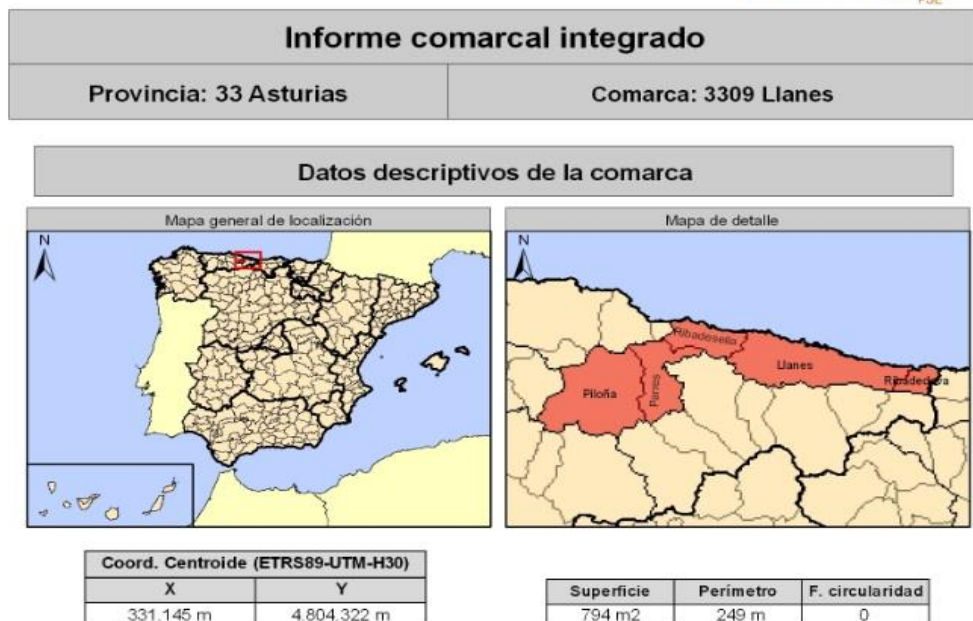 Informe comarcal integrado
Provincia: 33 Asturias
Comarca: 3309 Llanes
Datos descriptivos de la comarca
Mapa general de localización
Mapa de detalle
N
N
Ribadesella
Llanes
Ribadedeva
Piloña
Parres
Coord. Centroide (ETRS89-UTM-H30)
X Y
331.145 m 4.804.322 m
Superficie Perímetro F. circularidad
794 m2 249 m 0